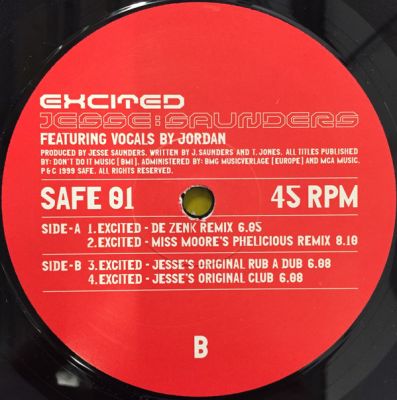 EXCITED
JESSE:SAUNDERS
FEATURING VOCALS BY JORDAN
PRODUCED BY JESSE SAUNDERS. WRITTEN BY J.SAUNDERS AND T. JONES. ALL TITLES PUBLISHED
BY: DON'T DO IT MUSIC [BMI]. ADMINISTERED BY: BMG MUSICVERLAGE [EUROPE] AND MCA MUSIC.
P & C 1999 SAFE. ALL RIGHTS RESERVED.
SAFE 01 45 RPM
SIDE-A 1.EXCITED - DE ZENK REMIX 6.05
2.EXCITED - MISS MOORE'S PHELICIOUS REMIX 8.10
SIDE-B 3.EXCITED - JESSE'S ORIGINAL RUB A DUB 6.08
4.EXCITED - JESSE'S ORIGINAL CLUB 6.08
B